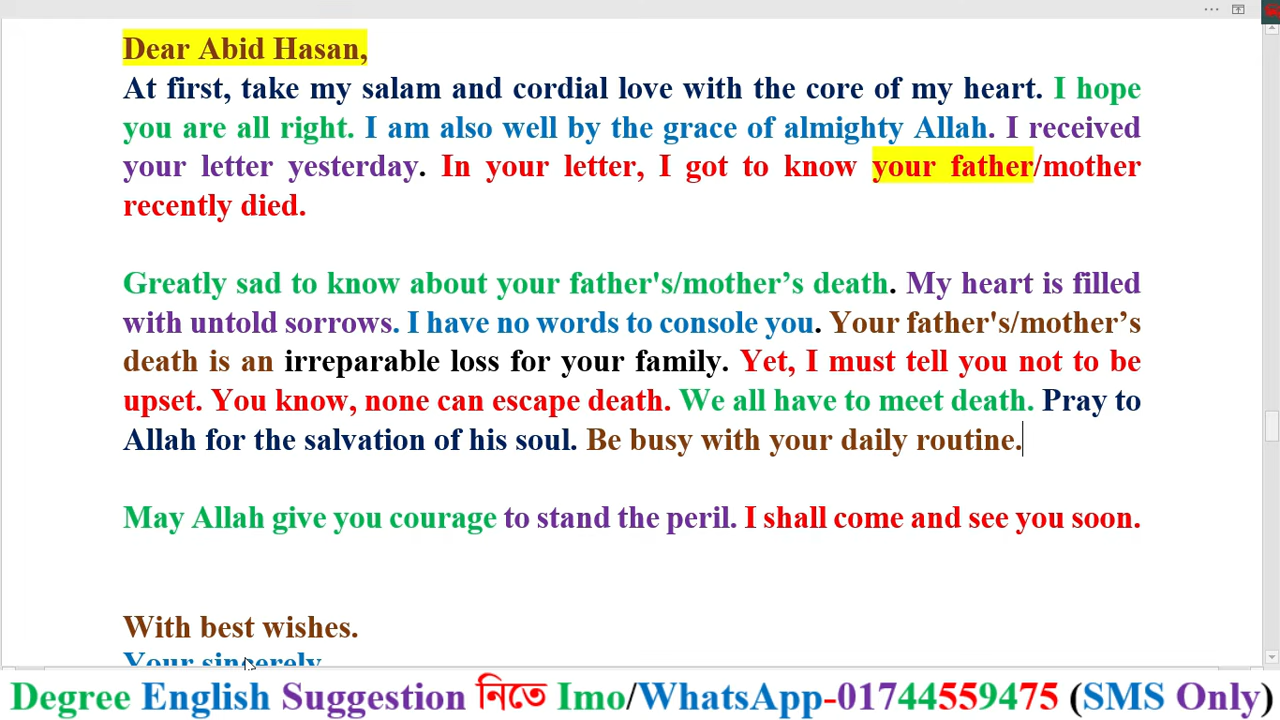 Dear Abid Hasan,
At first, take my salam and cordial love with the core of my heart. I hope
you are all right. I am also well by the grace of almighty Allah. I received
your letter yesterday. In your letter, I got to know your father/mother
recently died.
Greatly sad to know about your father's/mother’s death. My heart is filled
with untold sorrows. I have no words to console you. Your father's/mother’s
death is an irreparable loss for your family. Yet, I must tell you not to be
upset. You know, none can escape death. We all have to meet death. Pray to
Allah for the salvation of his soul. Be busy with your daily routine.
May Allah give you courage to stand the peril. I shall come and see you soon.
With best wishes.
Your sincerely
Degree English Suggestion নিতে Imo/WhatsApp-01744559475 (SMS Only)